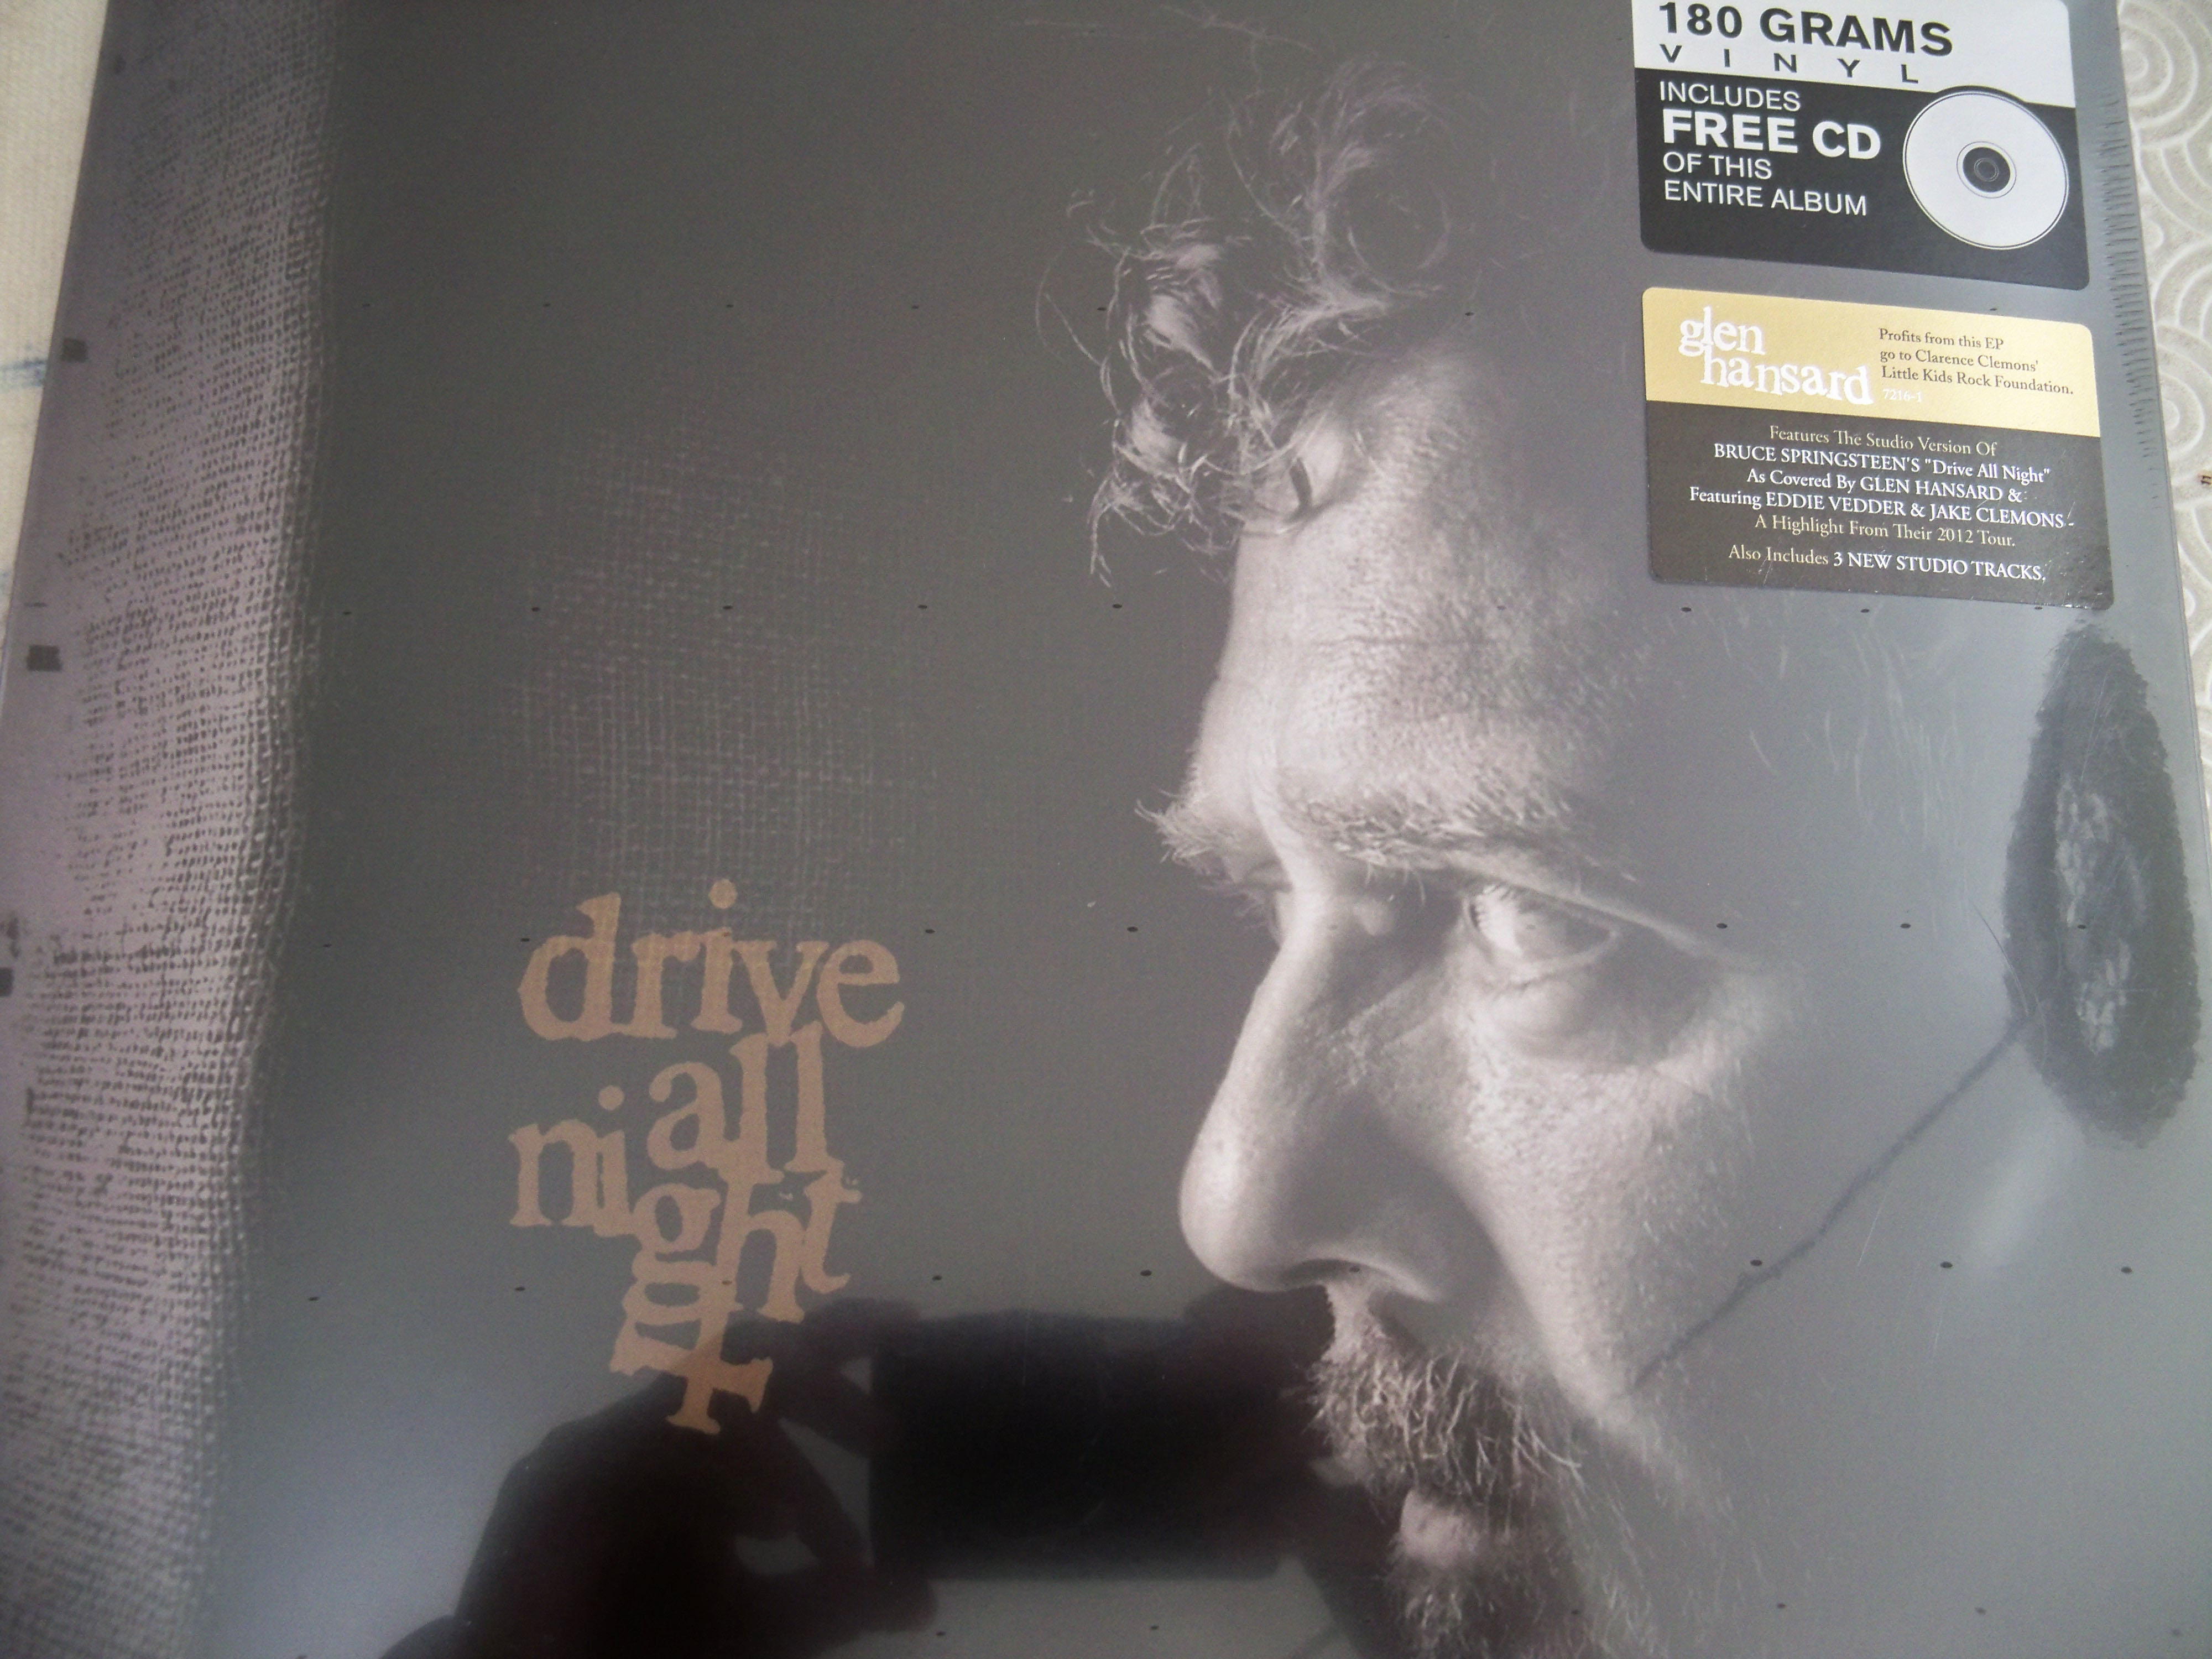 180 GRAMS
VINYL
INCLUDES
FREE CD
OF THIS
ENTIRE ALBUM
glen
hansard
Profits from this EP
go to Clarence Clemons'
Little Kids Rock Foundation.
7216-1
Features The Studio Version Of
BRUCE SPRINGSTEEN'S "Drive All Night"
As Covered By GLEN HANSARD &
Featuring EDDIE VEDDER & JAKE CLEMONS -
A Highlight From Their 2012 Tour.
Also Includes 3 NEW STUDIO TRACKS.
drive
all
night